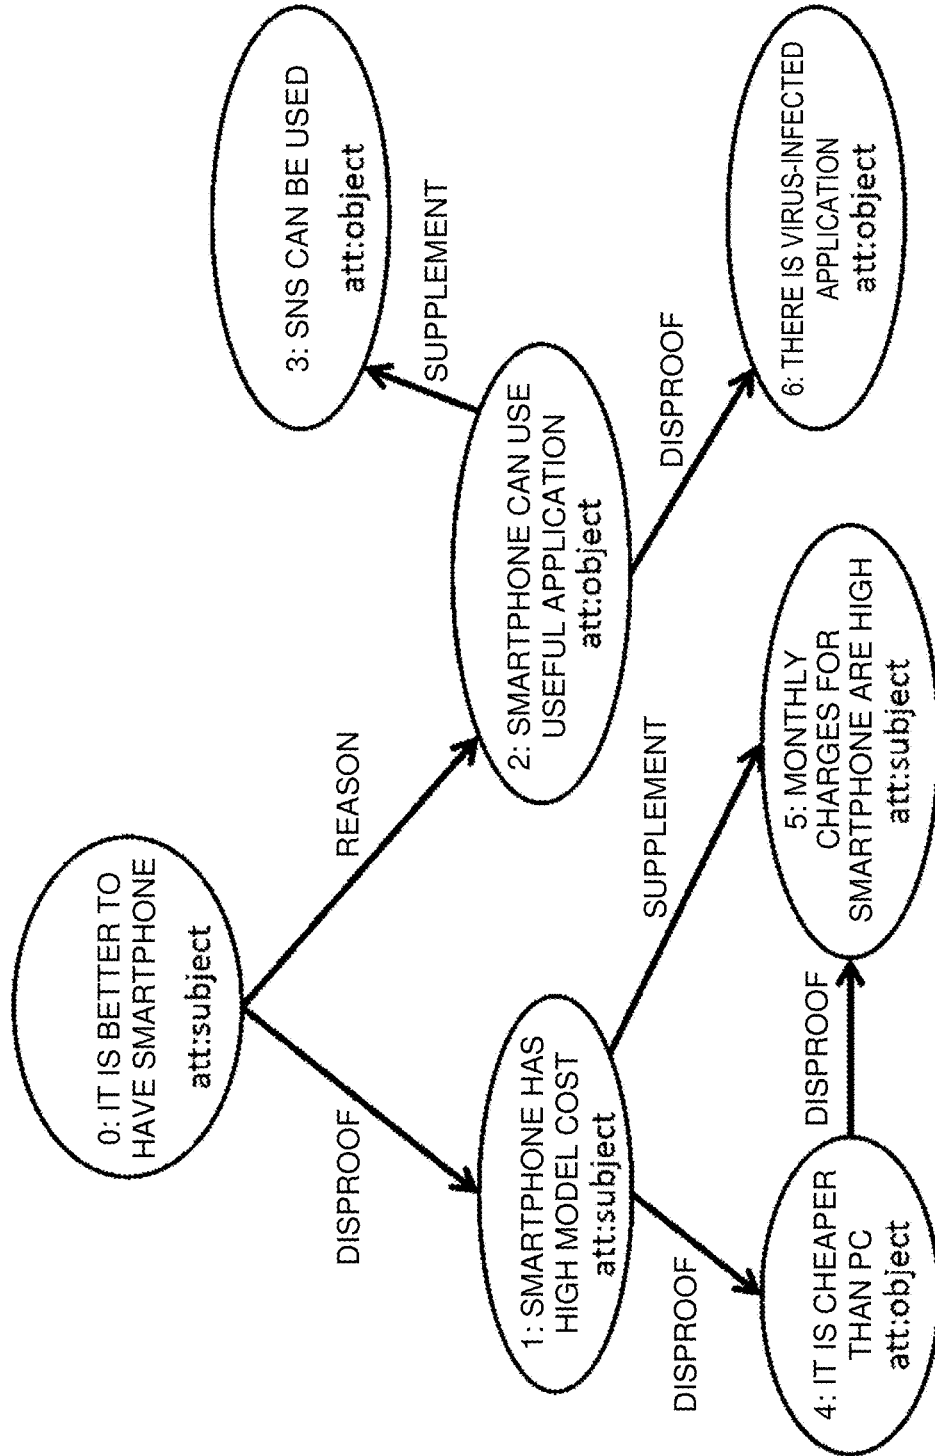 0: IT IS BETTER TO
HAVE SMARTPHONE
att:subject
DISPROOF
REASON
1: SMARTPHONE HAS
HIGH MODEL COST
att:subject
2: SMARTPHONE CAN USE
USEFUL APPLICATION
att:object
SUPPLEMENT
3: SNS CAN BE USED
att:object
DISPROOF
SUPPLEMENT
DISPROOF
4: IT IS CHEAPER
THAN PC
att:object
DISPROOF
5: MONTHLY
CHARGES FOR
SMARTPHONE ARE HIGH
att:subject
6: THERE IS VIRUS-INFECTED
APPLICATION
att:object